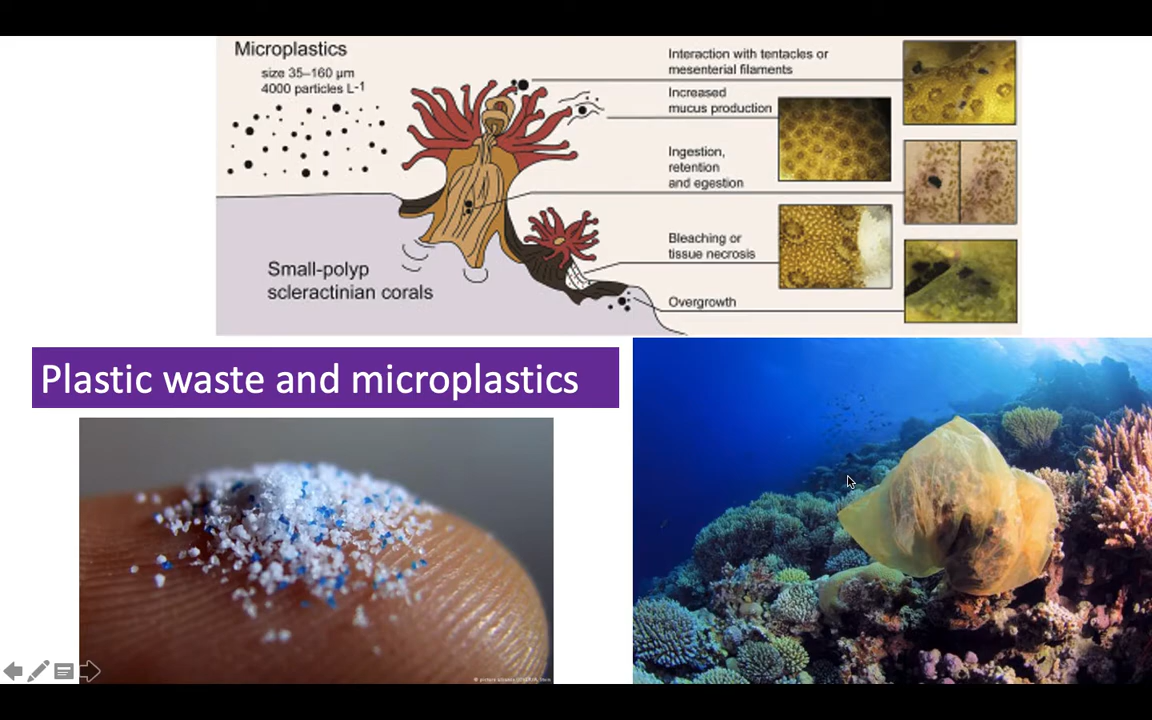 Microplastics
size 35–160 µm
4000 particles L-1
Interaction with tentacles or
mesenterial filaments
Increased
mucus production
Ingestion,
retention
and egestion
Bleaching or
tissue necrosis
Overgrowth
Small-polyp
scleractinian corals
Plastic waste and microplastics